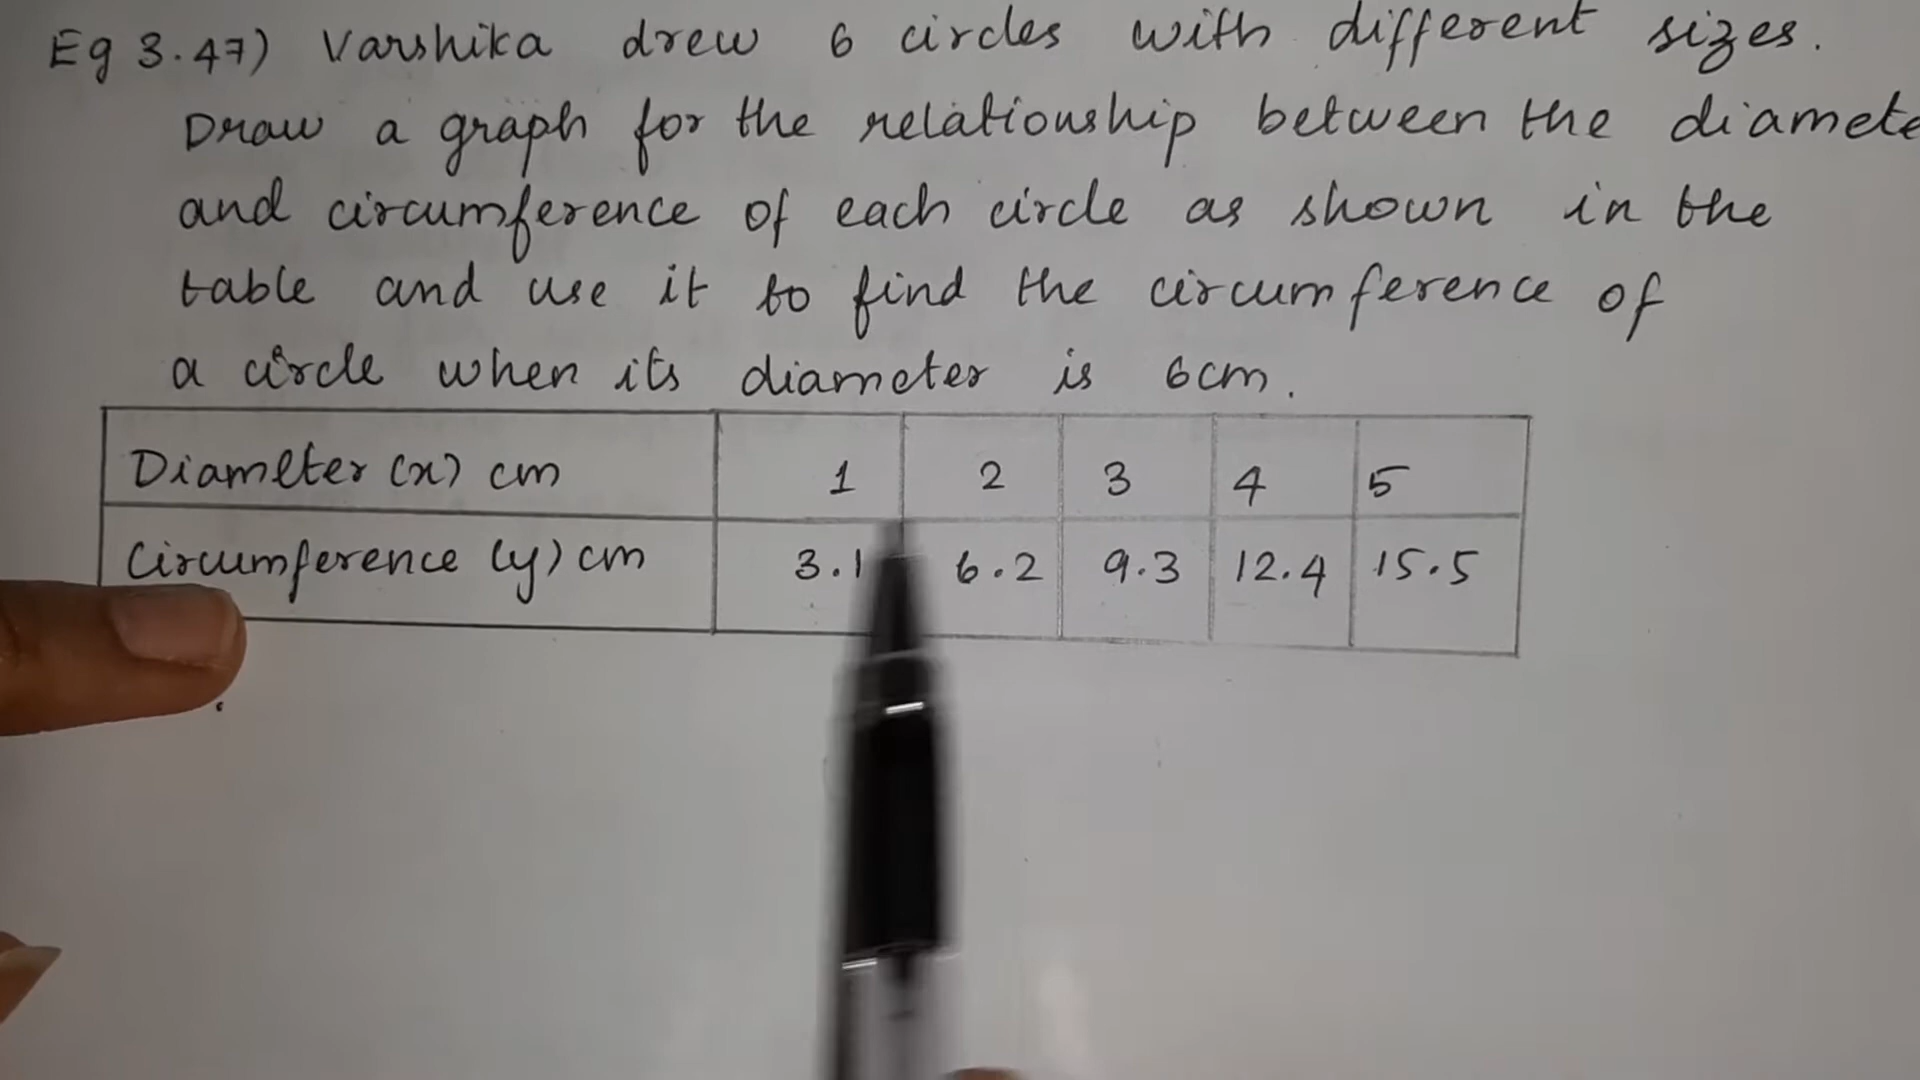 Eg 3.47) Varshika drew 6 circles with different sizes.
Draw a graph for the relationship between the diamete
and circumference of each circle as shown in the
table and use it to find the circumference of
a circle when its diameter is 6cm.
Diameter (x) cm 1 2 3 4 5
Circumference (y) cm 3.1 6.2 9.3 12.4 15.5